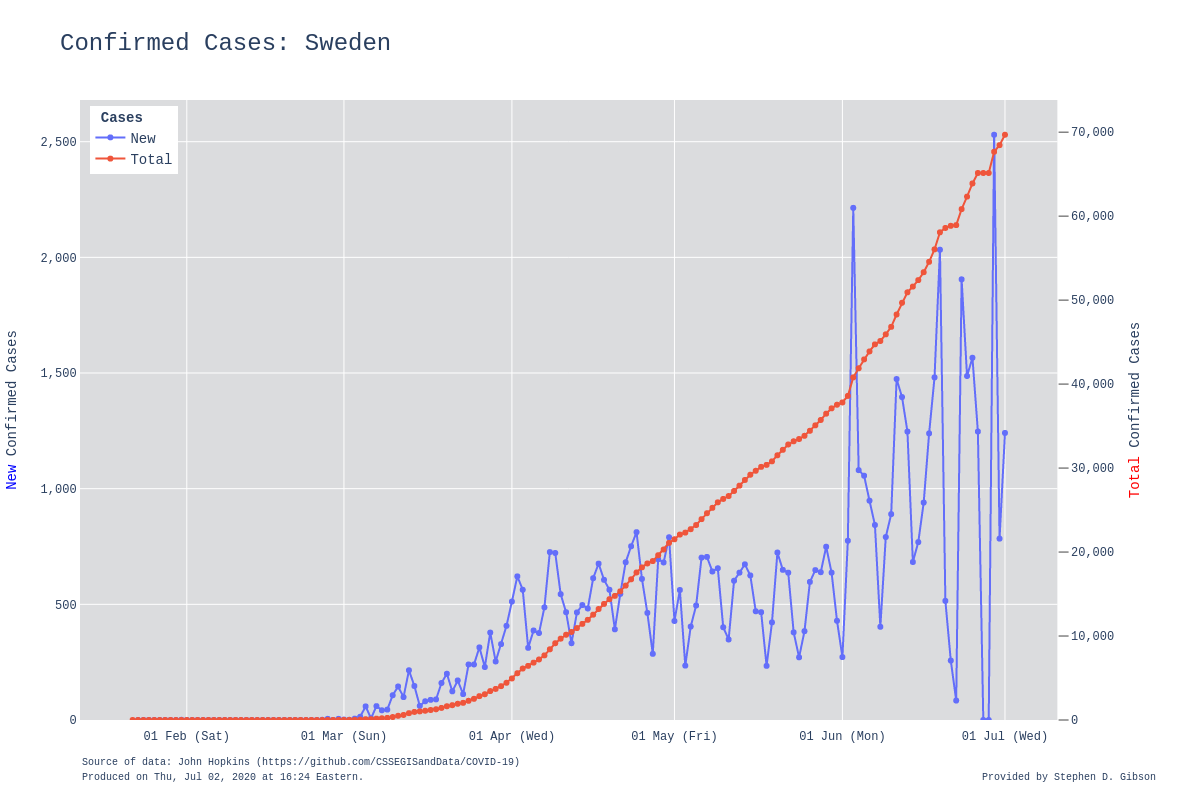 Confirmed Cases: Sweden
Cases
New
Total
2,500
2,000
1,500
1,000
500
0
New Confirmed Cases
70,000
60,000
50,000
40,000
30,000
20,000
10,000
0
Total Confirmed Cases
01 Feb (Sat) 01 Mar (Sun) 01 Apr (Wed) 01 May (Fri) 01 Jun (Mon) 01 Jul (Wed)
Source of data: John Hopkins (https://github.com/CSSEGISandData/COVID-19)
Produced on Thu, Jul 02, 2020 at 16:24 Eastern.
Provided by Stephen D. Gibson